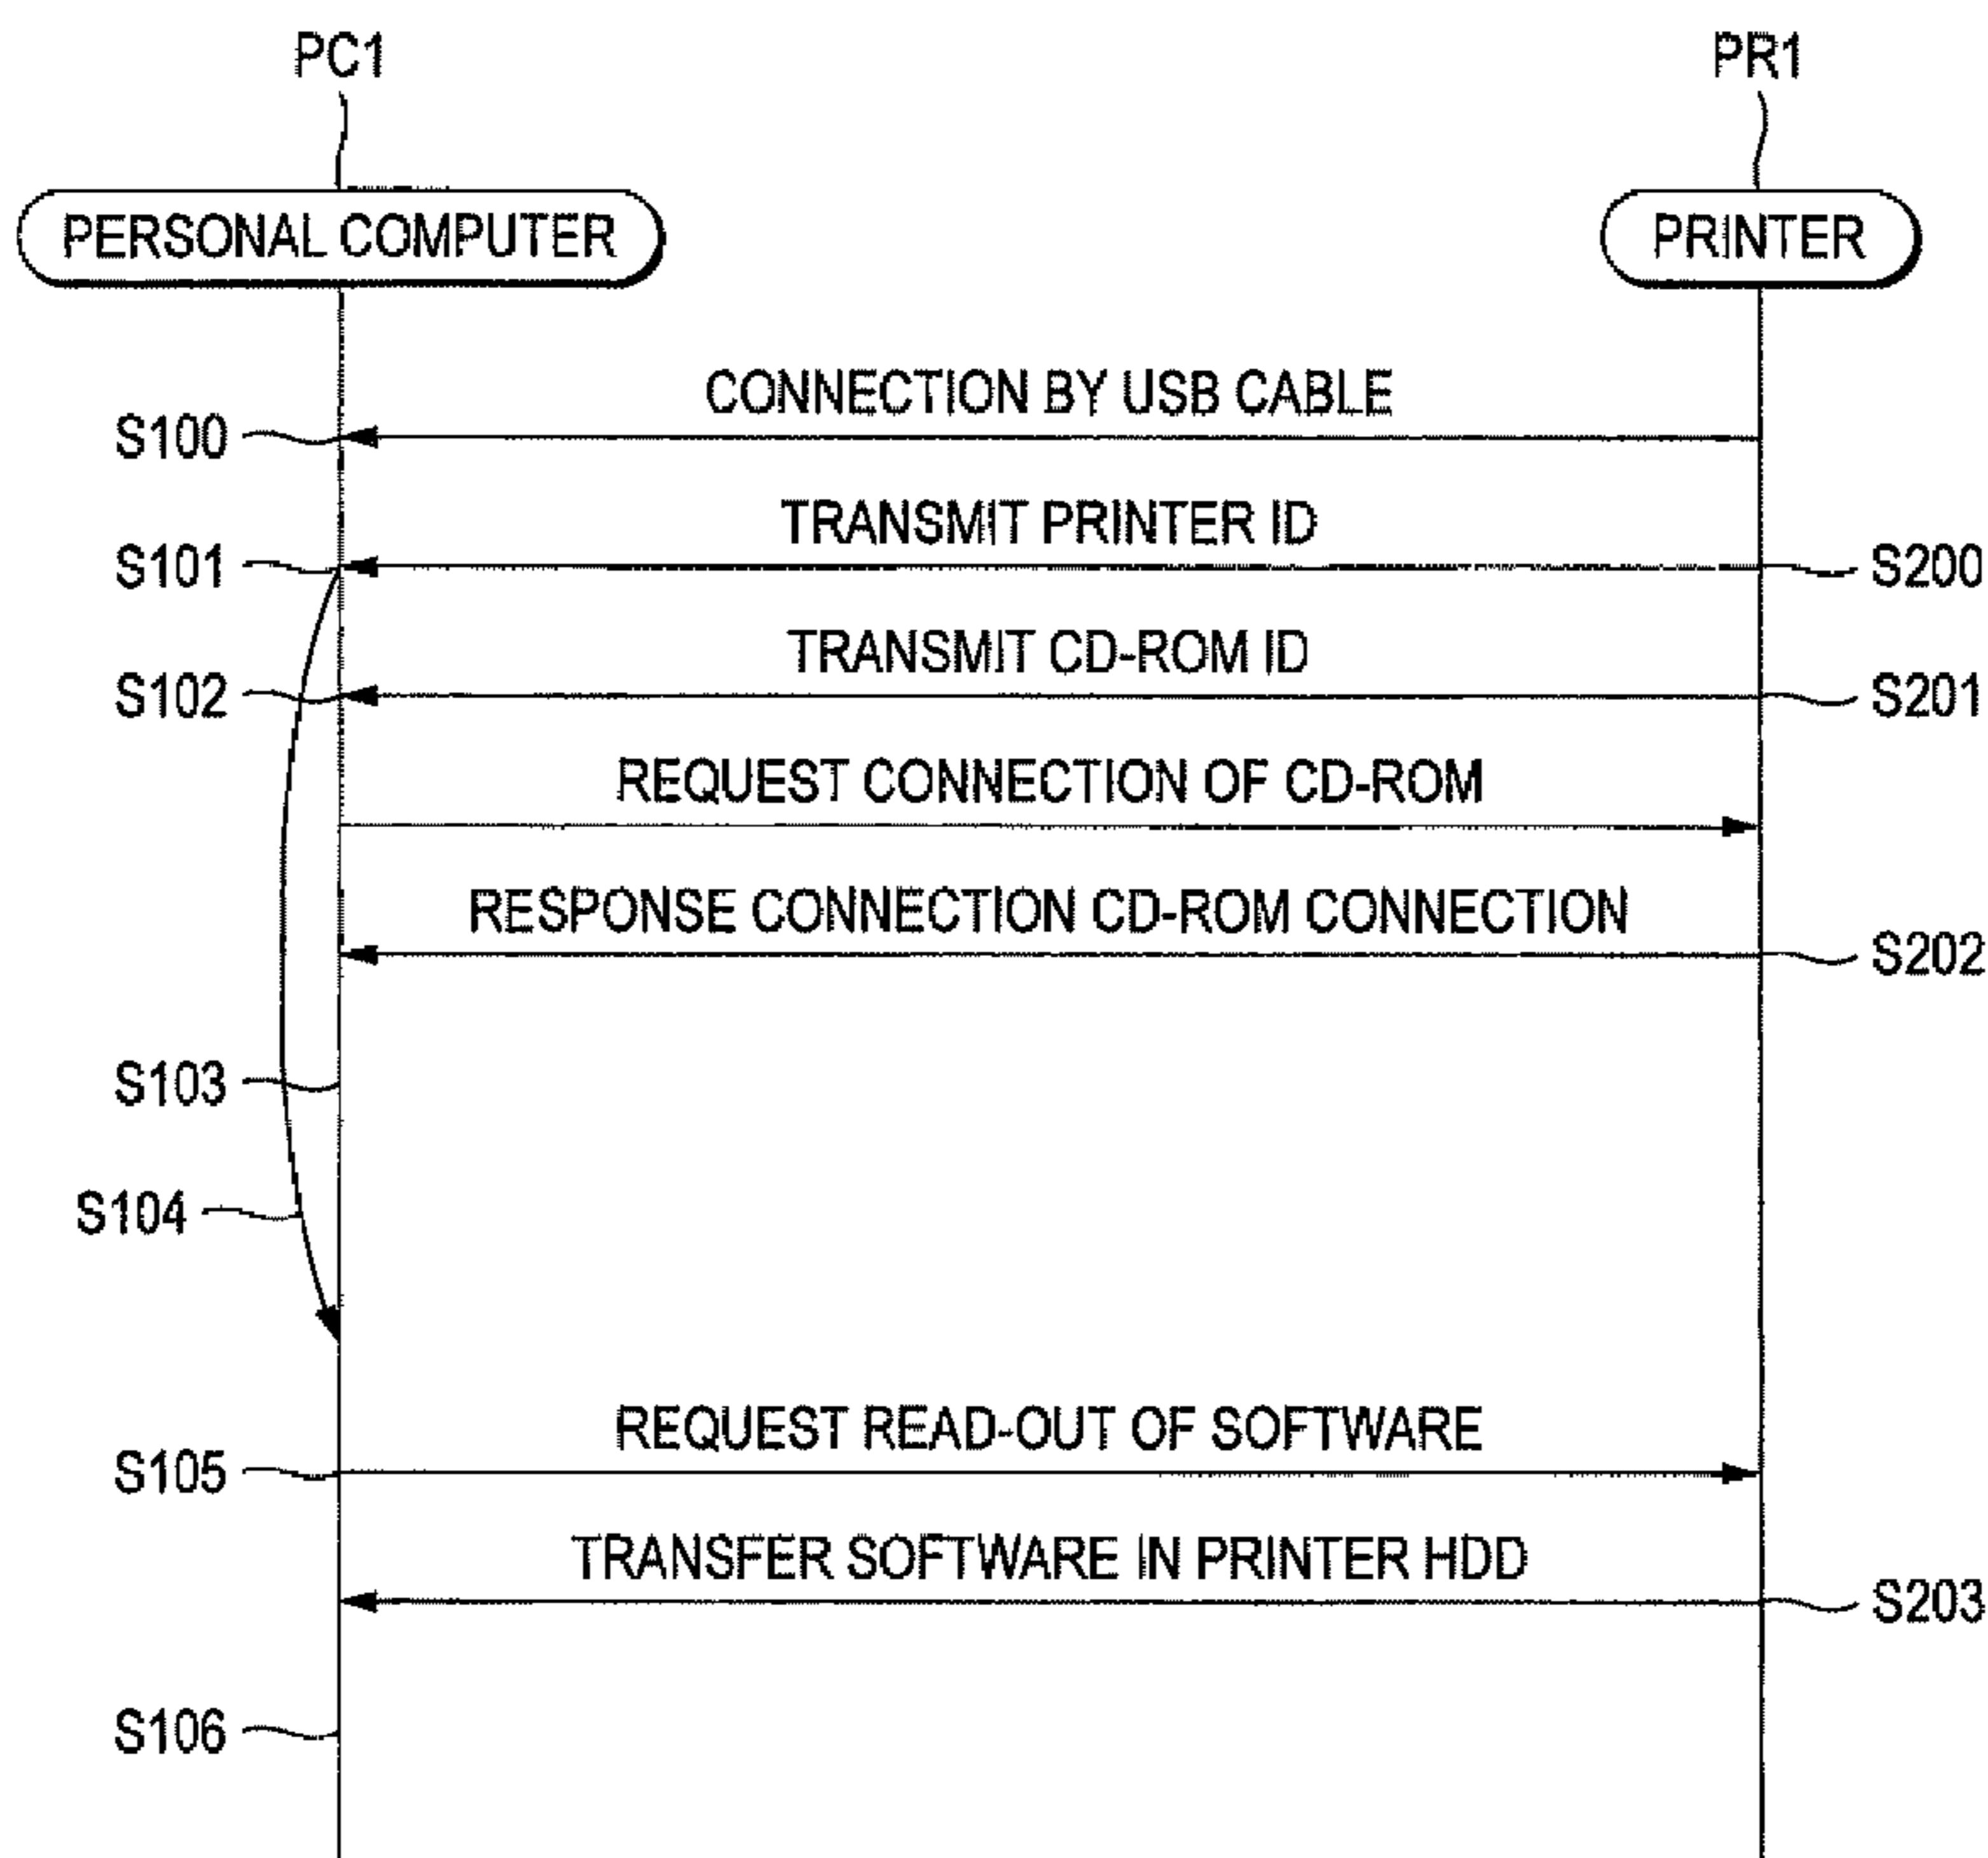 PC1
PR1
PERSONAL COMPUTER
PRINTER
CONNECTION BY USB CABLE
S100
TRANSMIT PRINTER ID
S101
S200
TRANSMIT CD-ROM ID
S102
S201
REQUEST CONNECTION OF CD-ROM
RESPONSE CONNECTION CD-ROM CONNECTION
S202
S103
S104
REQUEST READ-OUT OF SOFTWARE
S105
TRANSFER SOFTWARE IN PRINTER HDD
S203
S106